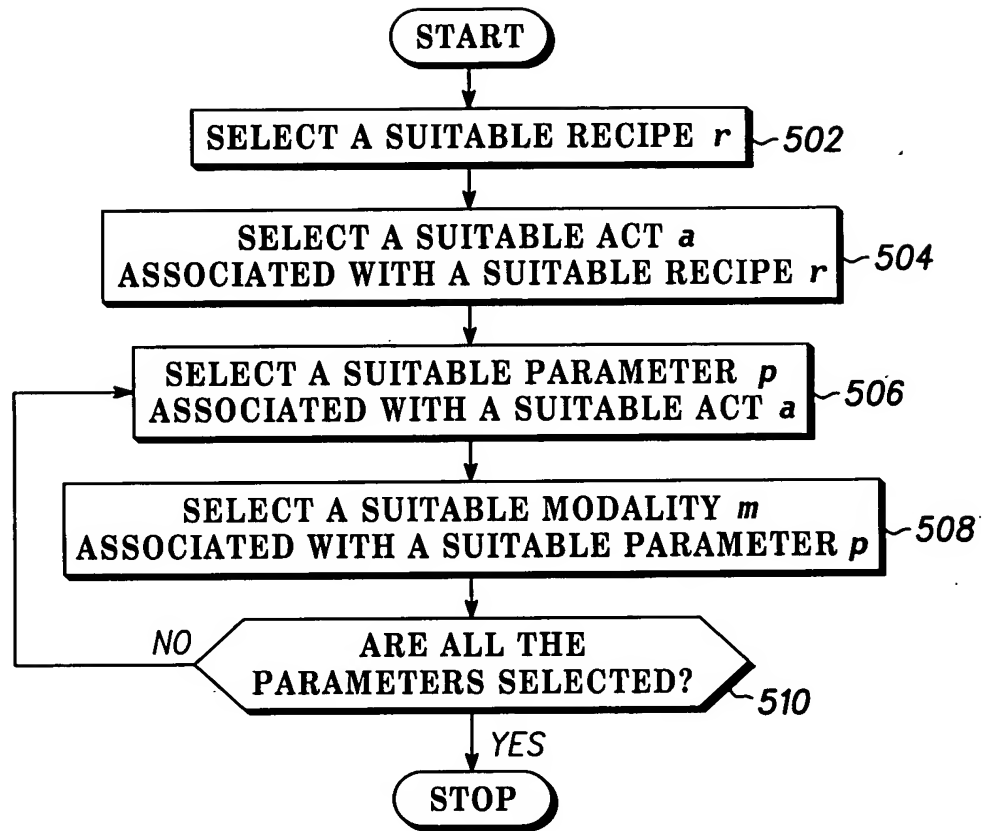 START
SELECT A SUITABLE RECIPE r
502
SELECT A SUITABLE ACT a
ASSOCIATED WITH A SUITABLE RECIPE r
504
SELECT A SUITABLE PARAMETER p
ASSOCIATED WITH A SUITABLE ACT a
506
SELECT A SUITABLE MODALITY m
ASSOCIATED WITH A SUITABLE PARAMETER p
508
NO
ARE ALL THE
PARAMETERS SELECTED?
510
YES
STOP